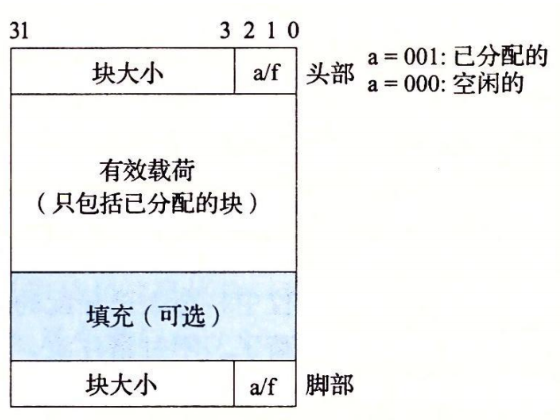 31 3 2 1 0
块大小 a/f 头部 a = 001: 已分配的
a = 000: 空闲的
有效载荷
（只包括已分配的块）
填充（可选）
块大小 a/f 脚部